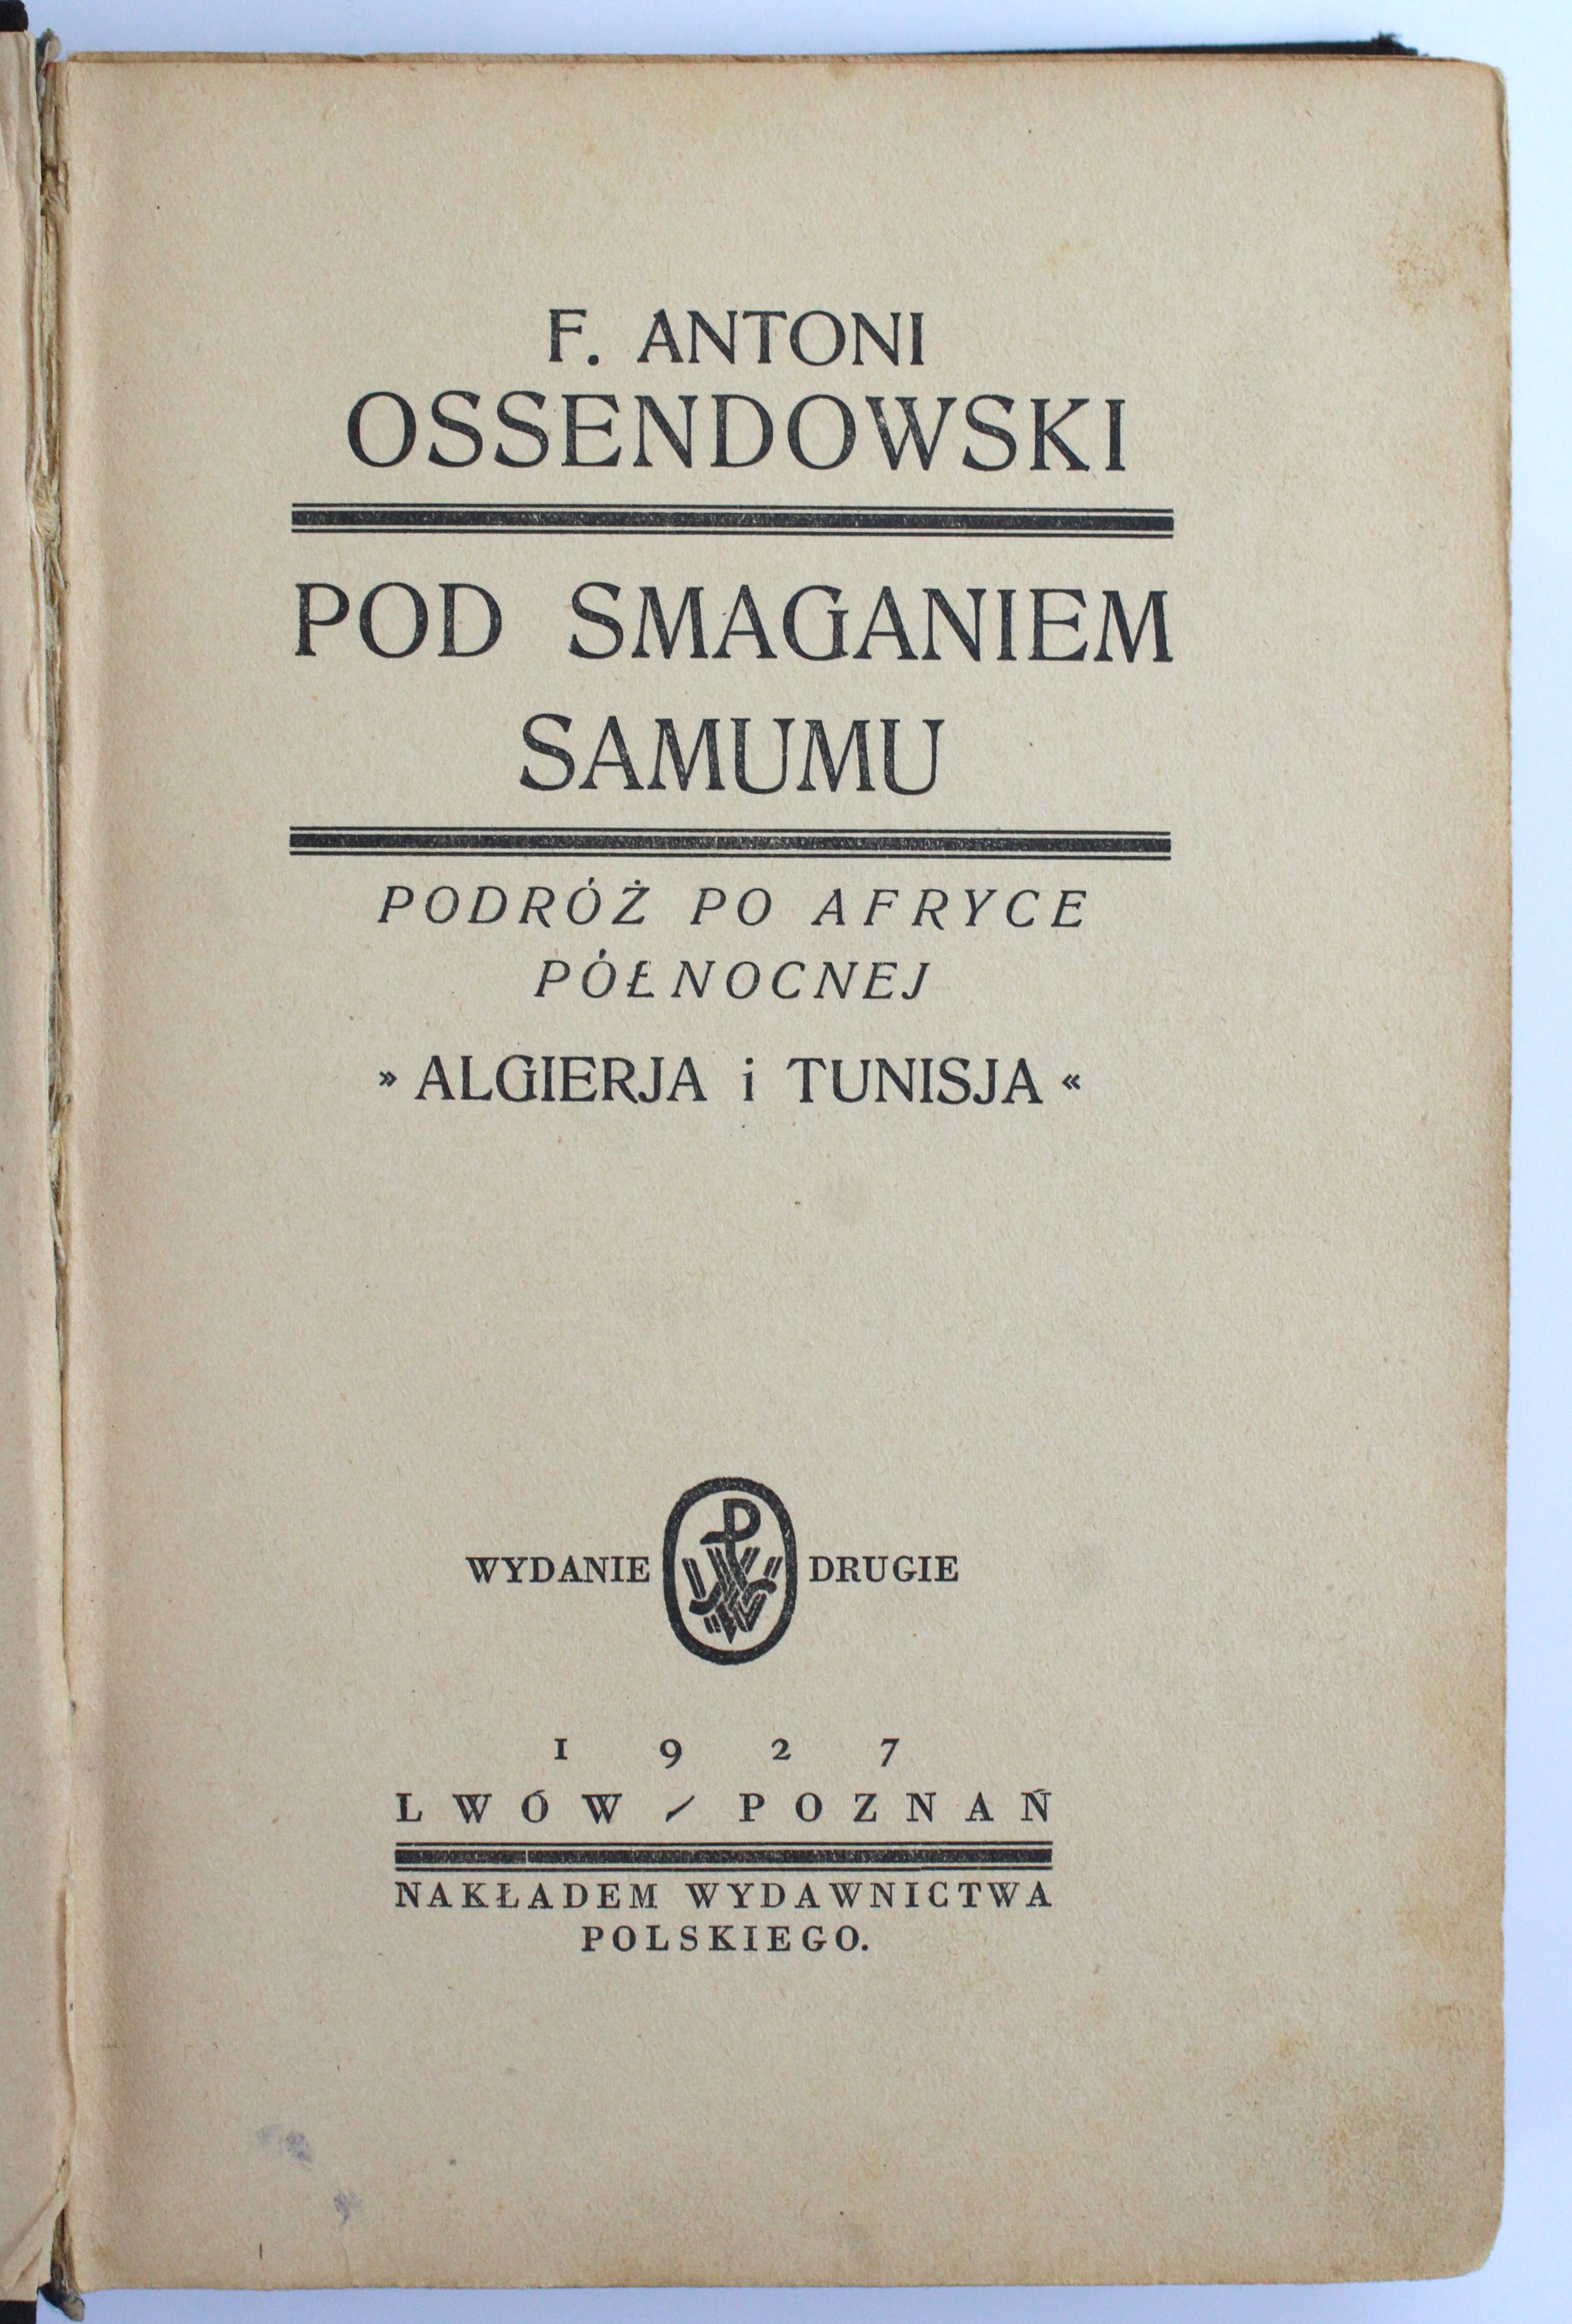 F. ANTONI
OSSENDOWSKI
POD SMAGANIEM
SAMUMU
PODRÓŻ PO AFRYCE
PÓŁNOCNEJ
» ALGIERJA i TUNISJA «
WYDANIE DRUGIE
1927
LWÓW / POZNAŃ
NAKŁADEM WYDAWNICTWA
POLSKIEGO.